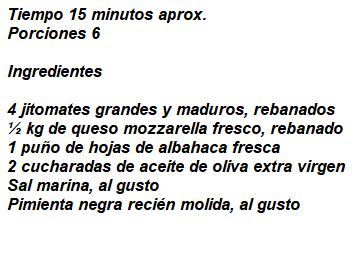 Tiempo 15 minutos aprox.
Porciones 6
Ingredientes
4 jitomates grandes y maduros, rebanados
½ kg de queso mozzarella fresco, rebanado
1 puño de hojas de albahaca fresca
2 cucharadas de aceite de oliva extra virgen
Sal marina, al gusto
Pimienta negra recién molida, al gusto